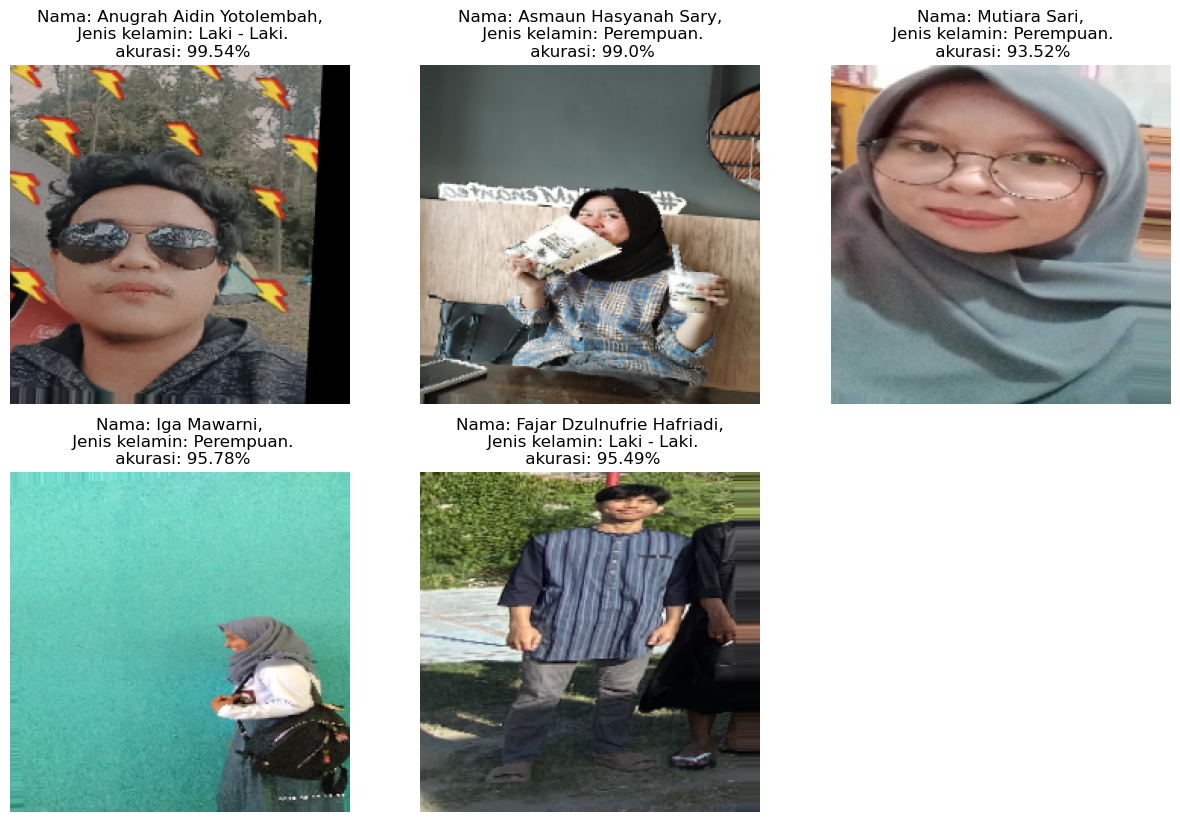 Nama: Anugrah Aidin Yotolembah,
Jenis kelamin: Laki - Laki.
akurasi: 99.54%
Nama: Asmaun Hasyanah Sary,
Jenis kelamin: Perempuan.
akurasi: 99.0%
Nama: Mutiara Sari,
Jenis kelamin: Perempuan.
akurasi: 93.52%
Nama: Iga Mawarni,
Jenis kelamin: Perempuan.
akurasi: 95.78%
Nama: Fajar Dzulnufrie Hafriadi,
Jenis kelamin: Laki - Laki.
akurasi: 95.49%